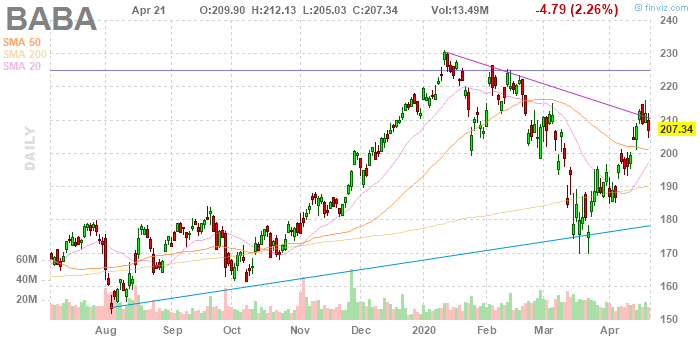 BABA Apr 21 O:209.90 H:212.13 L:205.03 C:207.34 Vol:13.49M -4.79 (2.26%)
© finviz.com
SMA 50
SMA 200
SMA 20
DAILY
240
230
220
210
207.34
200
190
180
170
160
150
60M
40M
20M
Aug Sep Oct Nov Dec 2020 Feb Mar Apr